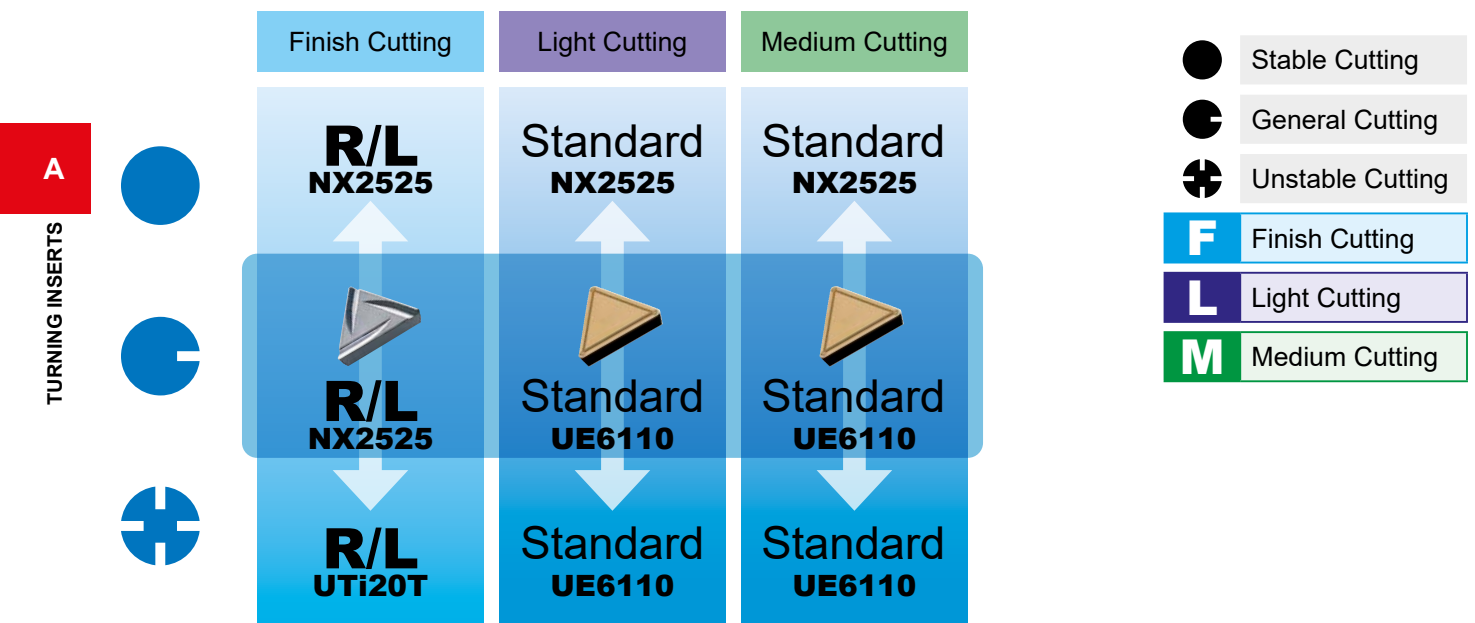 Finish Cutting
Light Cutting
Medium Cutting
A
TURNING INSERTS
R/L
NX2525
Standard
NX2525
Standard
NX2525
R/L
NX2525
Standard
UE6110
Standard
UE6110
R/L
UTi20T
Standard
UE6110
Standard
UE6110
Stable Cutting
General Cutting
Unstable Cutting
F Finish Cutting
L Light Cutting
M Medium Cutting